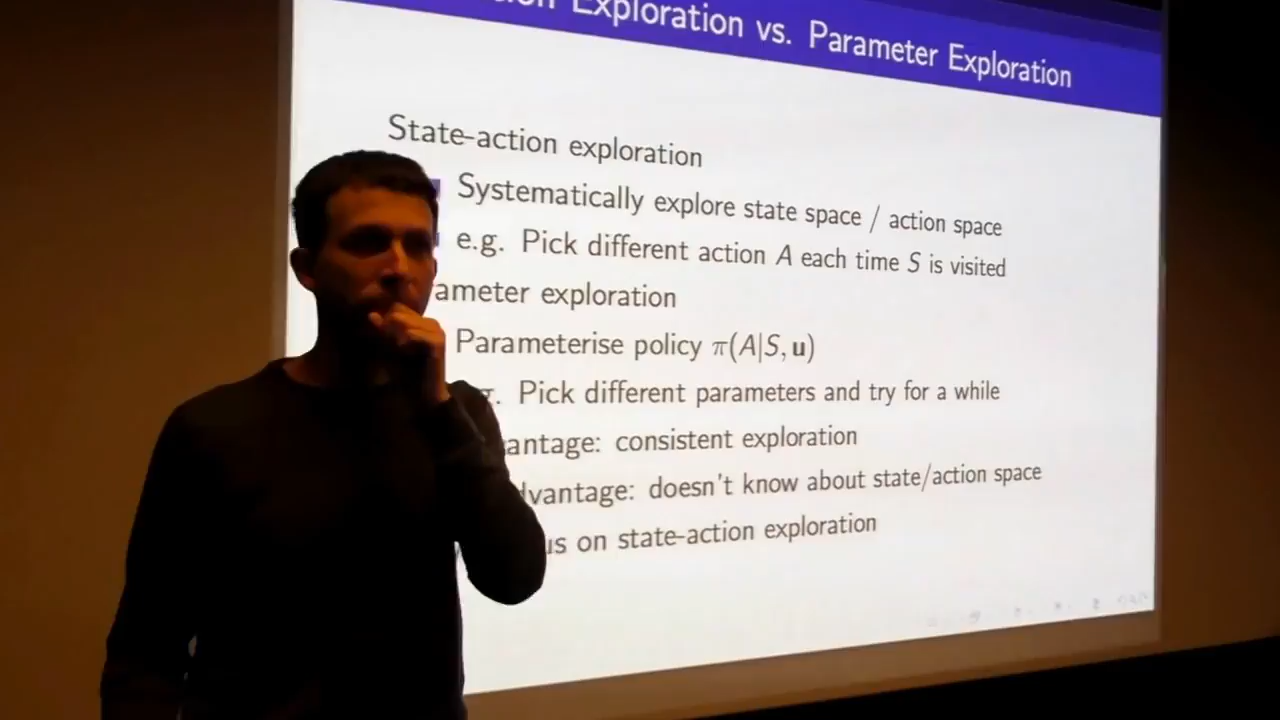 Exploration vs. Parameter Exploration
State-action exploration
Systematically explore state space / action space
e.g. Pick different action A each time S is visited
ameter exploration
Parameterise policy π(A|S, u)
. Pick different parameters and try for a while
antage: consistent exploration
dvantage: doesn't know about state/action space
us on state-action exploration